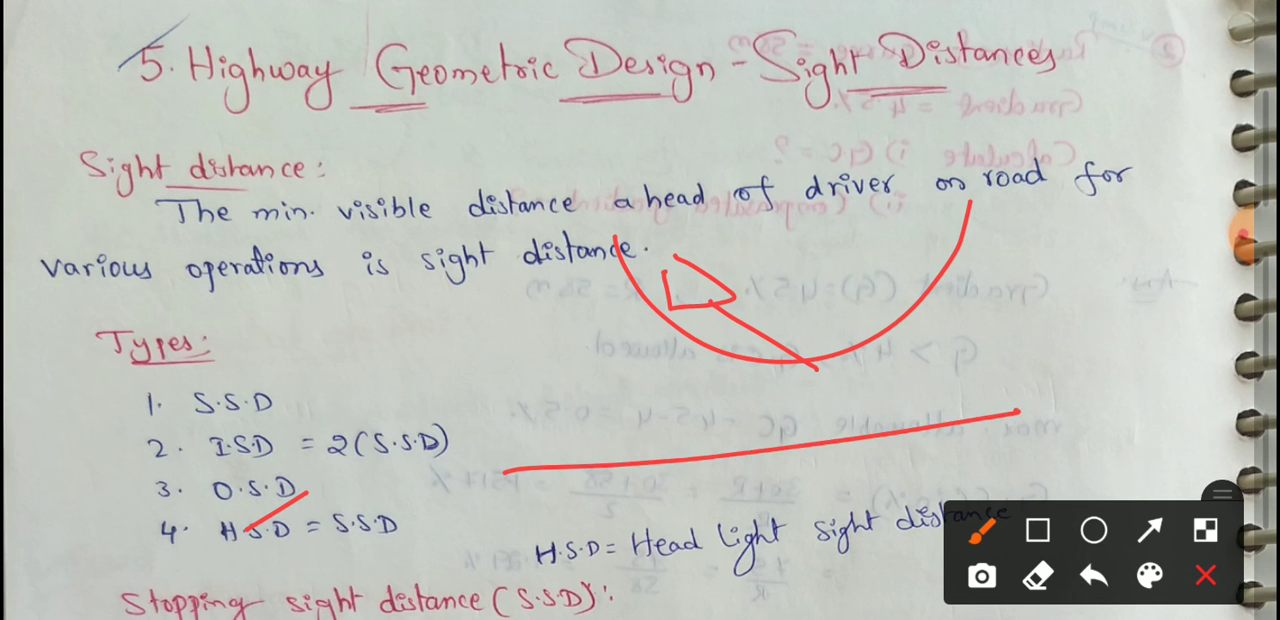 5. Highway Geometric Design - Sight Distances
Sight distance:
The min. visible distance ahead of driver on road for
various operations is sight distance.
Types:
1. S.S.D
2. I.S.D = 2(S.S.D)
3. O.S.D
4. H.S.D = S.S.D
H.S.D = Head light sight distance
Stopping sight distance (S.S.D):